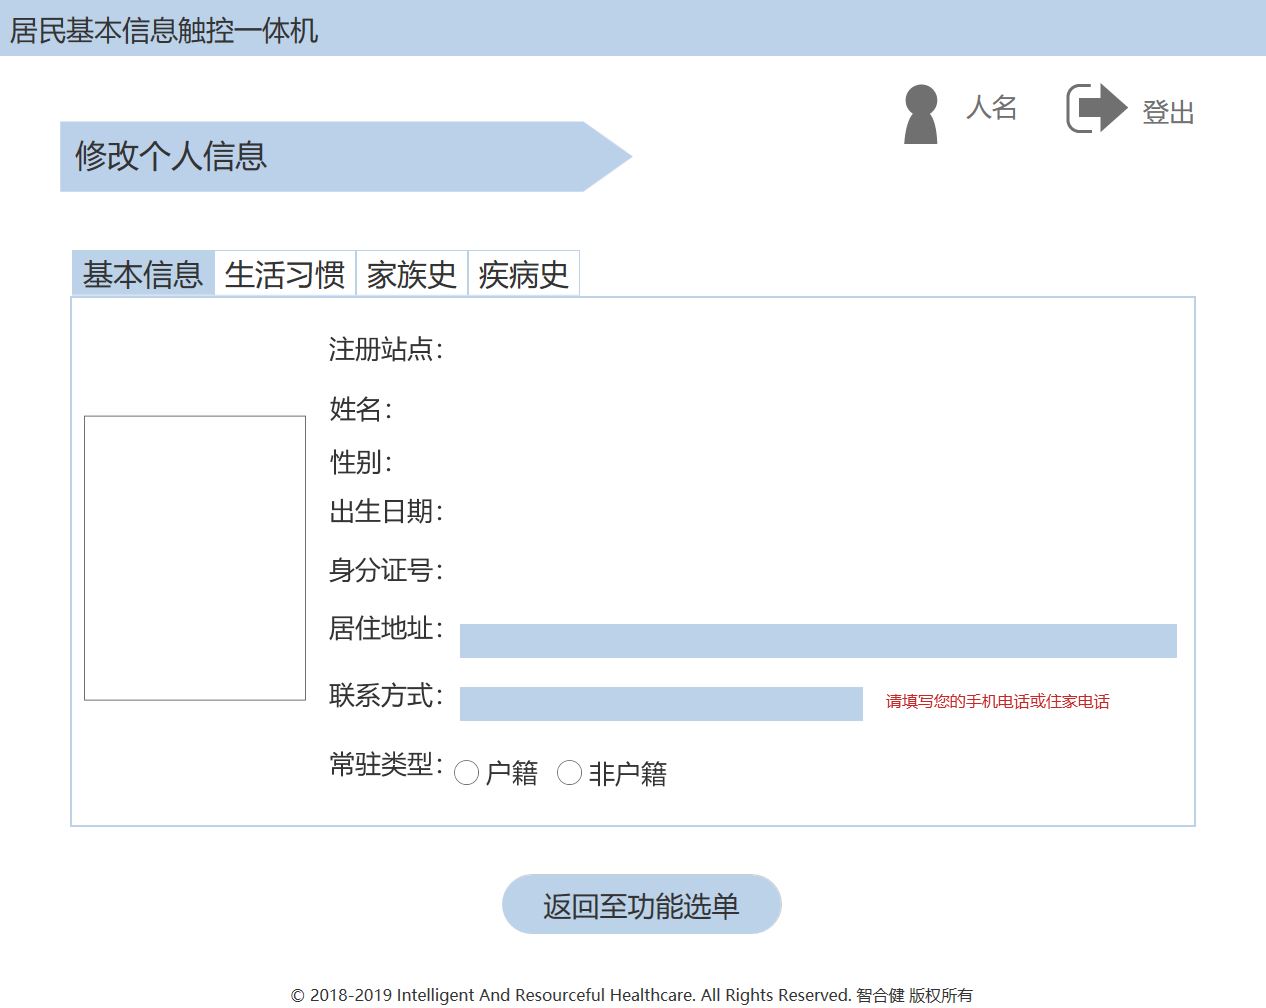 居民基本信息触控一体机
人名
登出
修改个人信息
基本信息 生活习惯 家族史 疾病史
注册站点：
姓名：
性别：
出生日期：
身分证号：
居住地址：
联系方式： 请填写您的手机电话或住家电话
常驻类型： 户籍 非户籍
返回至功能选单
© 2018-2019 Intelligent And Resourceful Healthcare. All Rights Reserved. 智合健 版权所有